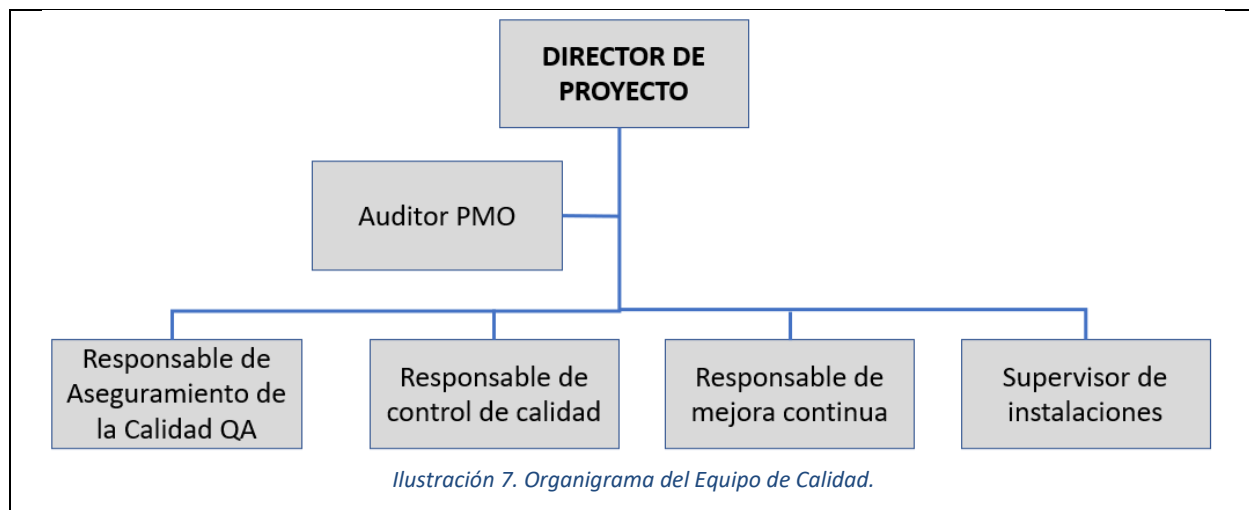 DIRECTOR DE
PROYECTO
Auditor PMO
Responsable de
Aseguramiento de
la Calidad QA
Responsable de
control de calidad
Responsable de
mejora continua
Supervisor de
instalaciones
Ilustración 7. Organigrama del Equipo de Calidad.